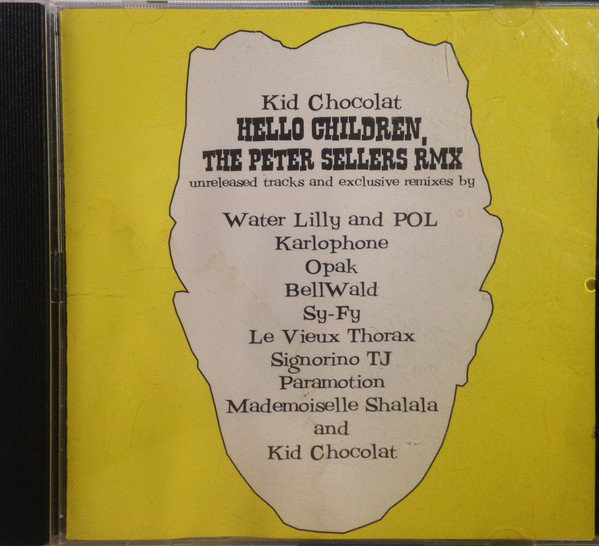 Kid Chocolat
HELLO CHILDREN,
THE PETER SELLERS RMX
unreleased tracks and exclusive remixes by
Water Lilly and POL
Karlophone
Opak
BellWald
Sy-Fy
Le Vieux Thorax
Signorino TJ
Paramotion
Mademoiselle Shalala
and
Kid Chocolat